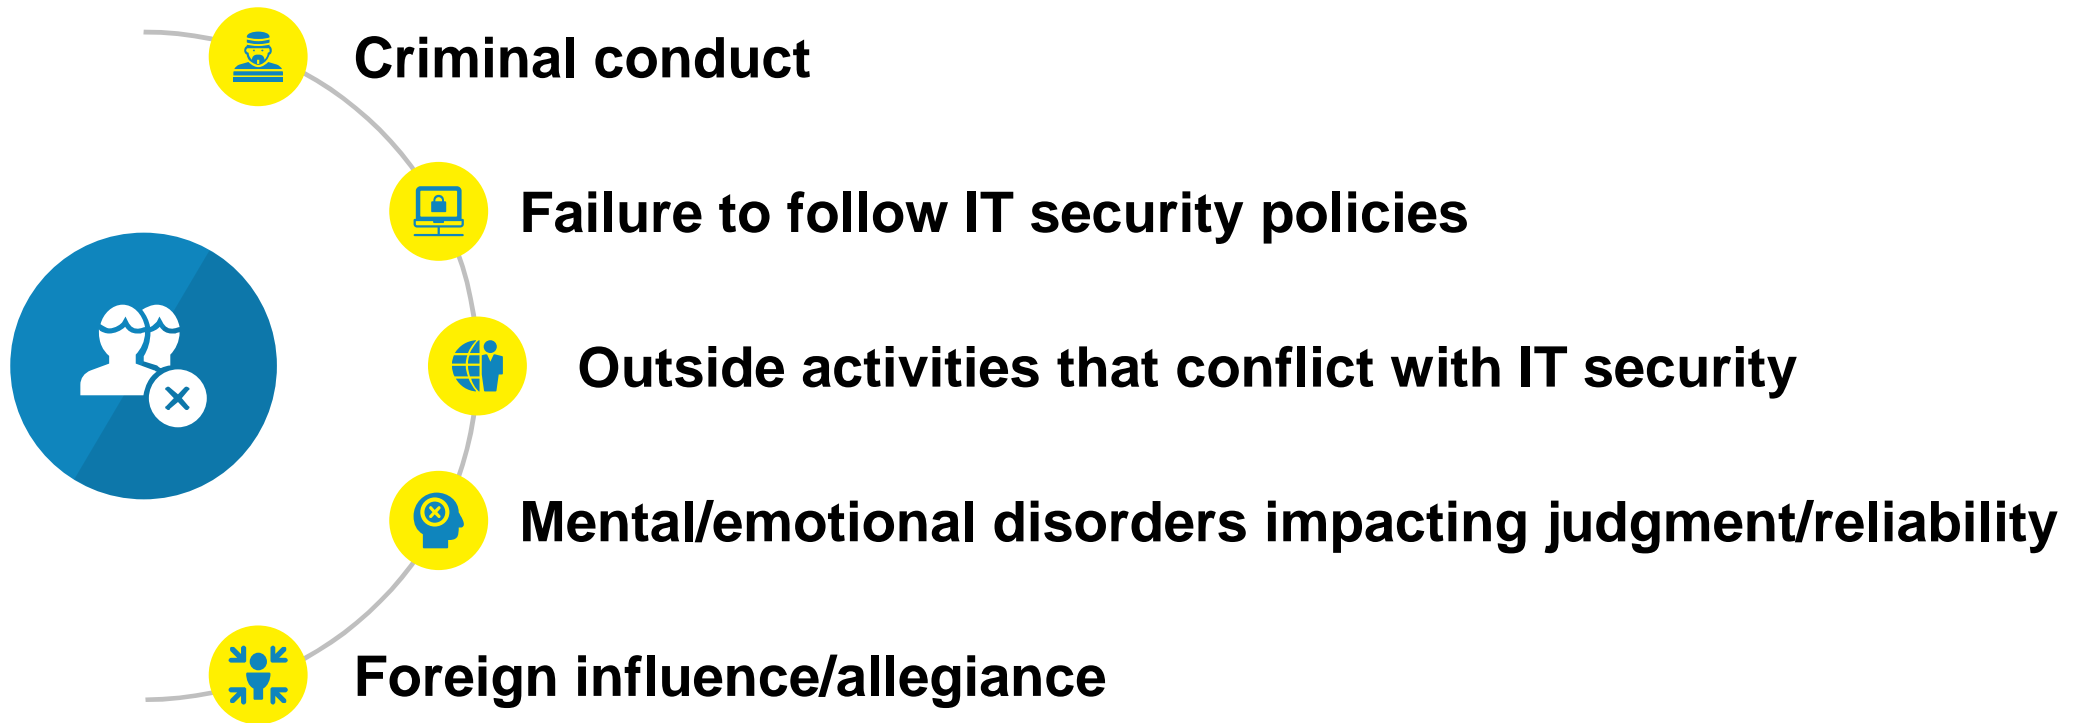 Criminal conduct
Failure to follow IT security policies
Outside activities that conflict with IT security
Mental/emotional disorders impacting judgment/reliability
Foreign influence/allegiance